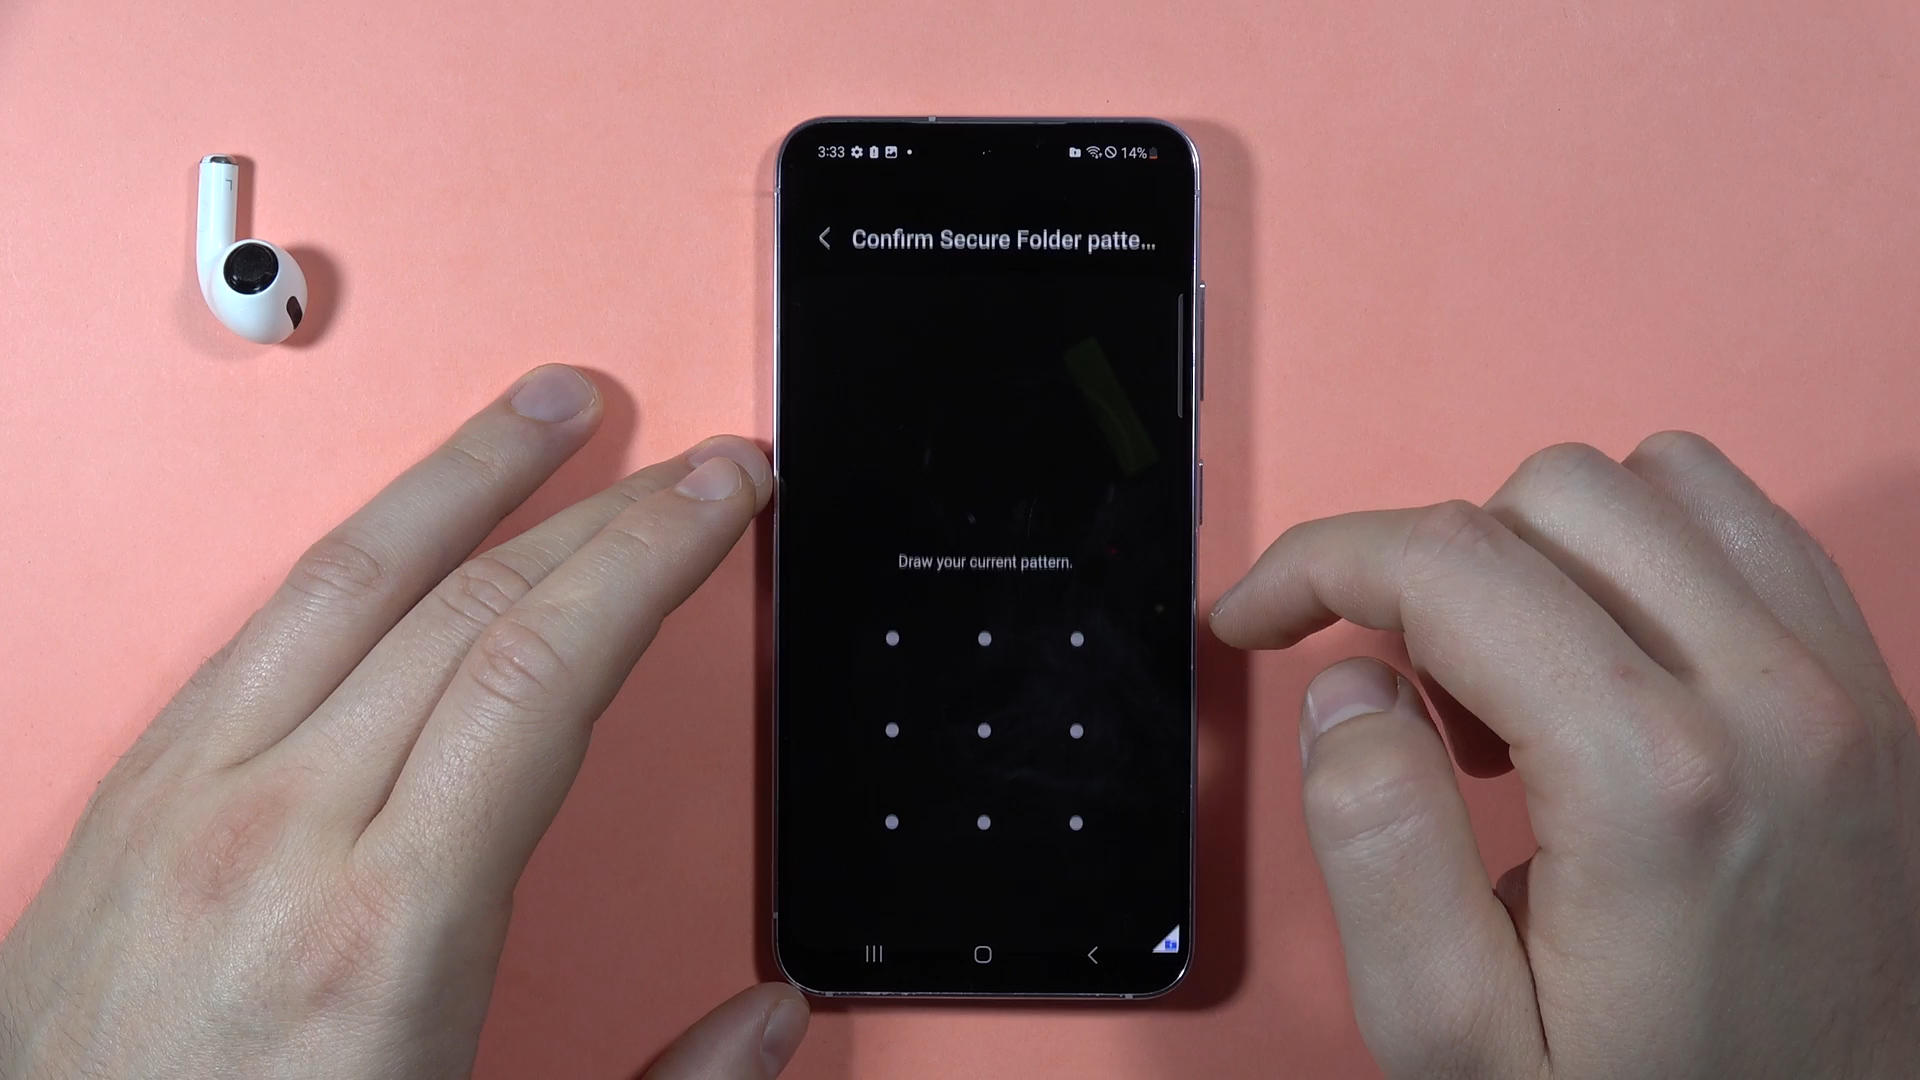 3:33 14%
Confirm Secure Folder patte...
Draw your current pattern.
L